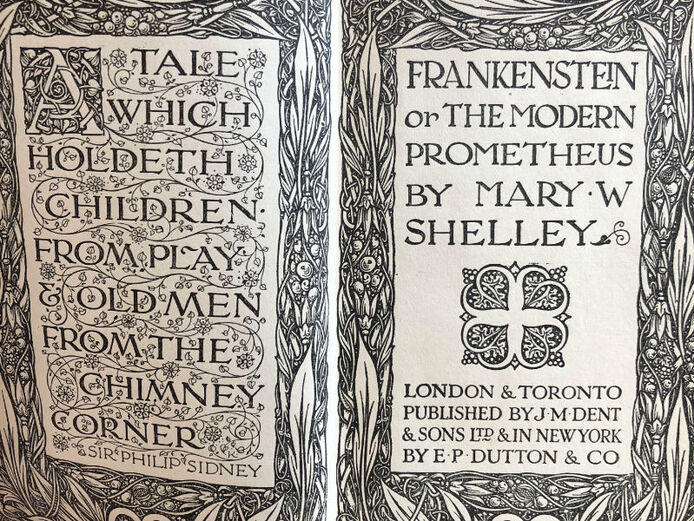 A TALE
WHICH
HOLDETH
CHILDREN
FROM PLAY
& OLD MEN
FROM THE
CHIMNEY
CORNER
SIR PHILIP SIDNEY
FRANKENSTEIN
or THE MODERN
PROMETHEUS
BY MARY·W
SHELLEY
LONDON & TORONTO
PUBLISHED BY J·M·DENT
& SONS LTD & IN NEW YORK
BY E·P·DUTTON & CO